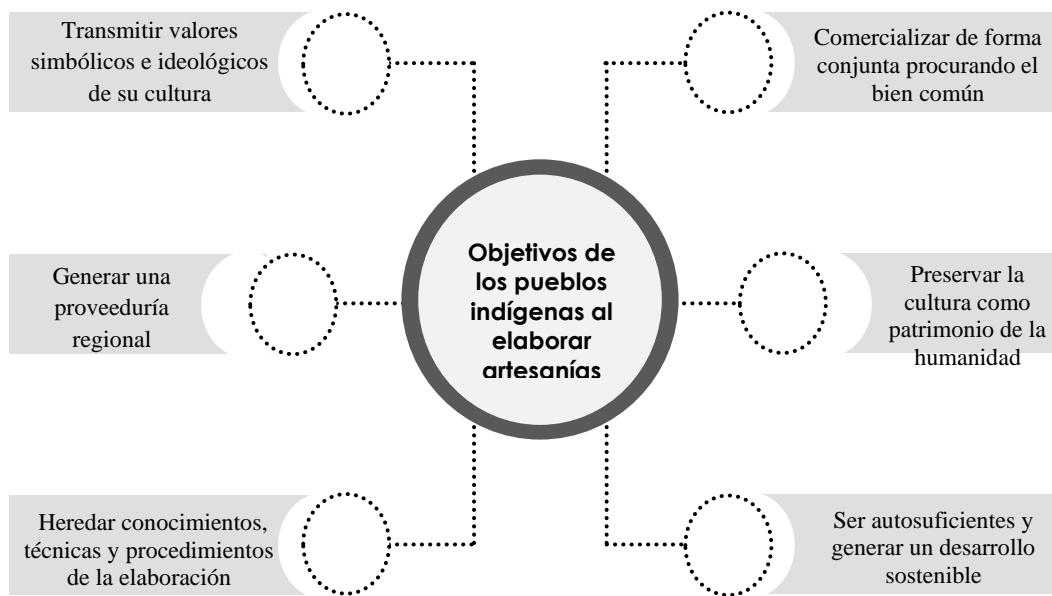 Transmitir valores
simbólicos e ideológicos
de su cultura
Comercializar de forma
conjunta procurando el
bien común
Objetivos de
los pueblos
indígenas al
elaborar
artesanías
Generar una
proveeduría
regional
Preservar la
cultura como
patrimonio de la
humanidad
Heredar conocimientos,
técnicas y procedimientos
de la elaboración
Ser autosuficientes y
generar un desarrollo
sostenible